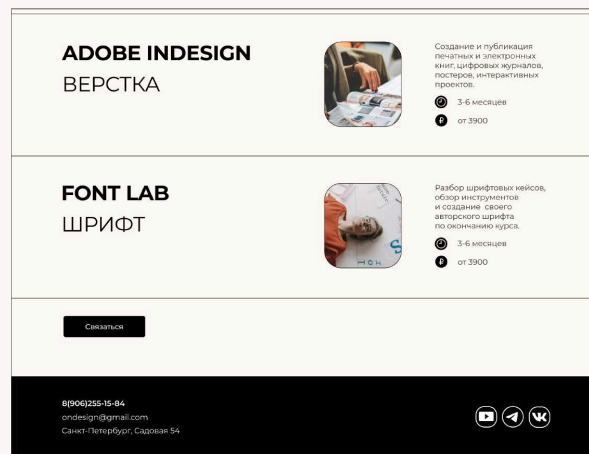 ADOBE INDESIGN
ВЕРСТКА
Создание и публикация
печатных и электронных
книг, цифровых журналов,
постеров, интерактивных
проектов.
3-6 месяцев
₽ от 3900
FONT LAB
ШРИФТ
Разбор шрифтовых кейсов,
обзор инструментов
и создание своего
авторского шрифта
по окончанию курса.
3-6 месяцев
₽ от 3900
Связаться
8(906)255-15-84
ondesign@gmail.com
Санкт-Петербург, Садовая 54